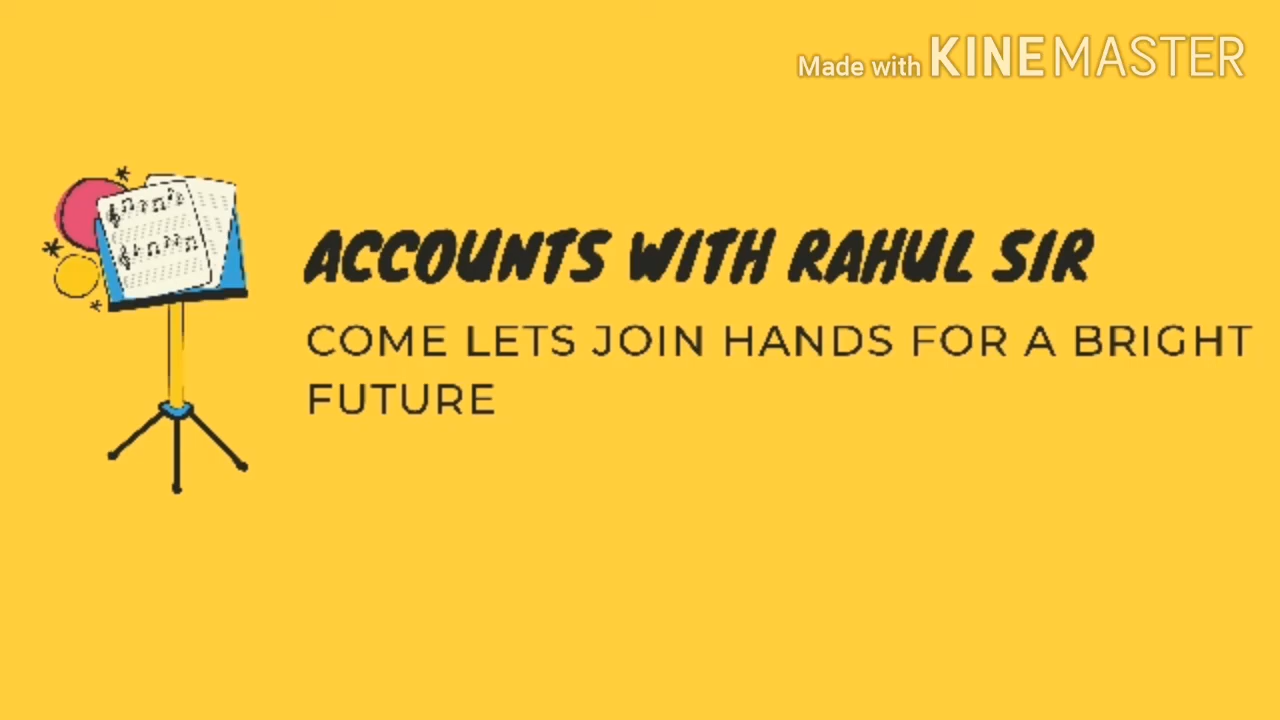 Made with KINEMASTER
ACCOUNTS WITH RAHUL SIR
COME LETS JOIN HANDS FOR A BRIGHT
FUTURE